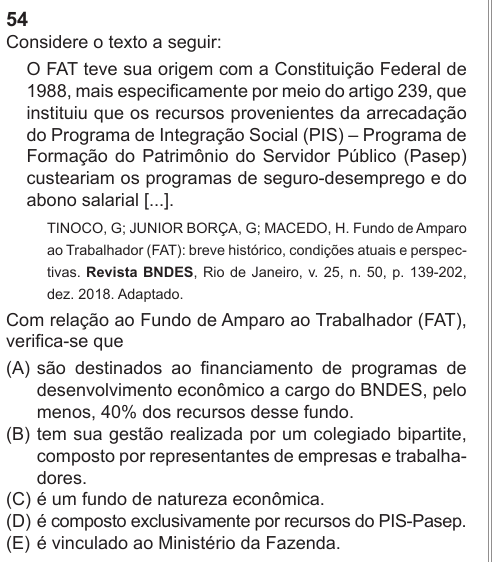 54
Considere o texto a seguir:
O FAT teve sua origem com a Constituição Federal de
1988, mais especificamente por meio do artigo 239, que
instituiu que os recursos provenientes da arrecadação
do Programa de Integração Social (PIS) – Programa de
Formação do Patrimônio do Servidor Público (Pasep)
custeariam os programas de seguro-desemprego e do
abono salarial [...].
TINOCO, G; JUNIOR BORÇA, G; MACEDO, H. Fundo de Amparo
ao Trabalhador (FAT): breve histórico, condições atuais e perspec-
tivas. Revista BNDES, Rio de Janeiro, v. 25, n. 50, p. 139-202,
dez. 2018. Adaptado.
Com relação ao Fundo de Amparo ao Trabalhador (FAT),
verifica-se que
(A) são destinados ao financiamento de programas de
desenvolvimento econômico a cargo do BNDES, pelo
menos, 40% dos recursos desse fundo.
(B) tem sua gestão realizada por um colegiado bipartite,
composto por representantes de empresas e trabalha-
dores.
(C) é um fundo de natureza econômica.
(D) é composto exclusivamente por recursos do PIS-Pasep.
(E) é vinculado ao Ministério da Fazenda.